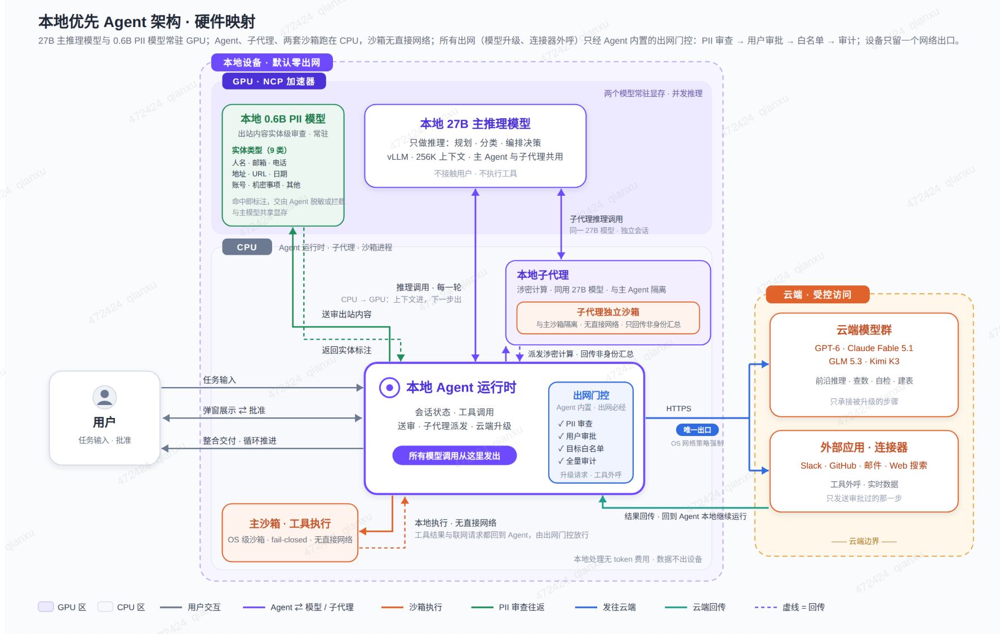 本地优先 Agent 架构 · 硬件映射
27B 主推理模型与 0.6B PII 模型常驻 GPU；Agent、子代理、两套沙箱跑在 CPU，沙箱无直接网络；所有出网（模型升级、连接器外呼）只经 Agent 内置的出网门控：PII 审查 → 用户审批 → 白名单 → 审计；设备只留一个网络出口。
本地设备 · 默认零出网
GPU · NCP 加速器
两个模型常驻显存 · 并发推理
本地 0.6B PII 模型
出站内容实体级审查 · 常驻
实体类型（9 类）
人名 · 邮箱 · 电话
地址 · URL · 日期
账号 · 机密事项 · 其他
命中即标注，交由 Agent 脱敏或拦截
与主模型共享显存
本地 27B 主推理模型
只做推理：规划 · 分类 · 编排决策
vLLM · 256K 上下文 · 主 Agent 与子代理共用
不接触用户 · 不执行工具
子代理推理调用
同一 27B 模型 · 独立会话
CPU
Agent 运行时 · 子代理 · 沙箱进程
推理调用 · 每一轮
CPU → GPU：上下文进，下一步出
送审出站内容
返回实体标注
本地子代理
涉密计算 · 同用 27B 模型 · 与主 Agent 隔离
子代理独立沙箱
与主沙箱隔离 · 无直接网络 · 只回传非身份汇总
派发涉密计算 · 回传非身份汇总
用户
任务输入 · 批准
任务输入
弹窗展示 ⇄ 批准
整合交付 · 循环推进
本地 Agent 运行时
会话状态 · 工具调用
送审 · 子代理派发 · 云端升级
所有模型调用从这里发出
出网门控
Agent 内置 · 出网必经
✓ PII 审查
✓ 用户审批
✓ 目标白名单
✓ 全量审计
升级请求 · 工具外呼
HTTPS
唯一出口
OS 网络策略强制
云端 · 受控访问
云端模型群
GPT-6 · Claude Fable 5.1
GLM 5.3 · Kimi K3
前沿推理 · 查数 · 自检 · 建表
只承接被升级的步骤
外部应用 · 连接器
Slack · GitHub · 邮件 · Web 搜索
工具外呼 · 实时数据
只发送审批过的那一步
云端边界
结果回传 · 回到 Agent 本地继续运行
主沙箱 · 工具执行
OS 级沙箱 · fail-closed · 无直接网络
本地执行 · 无直接网络
工具结果与联网请求都回到 Agent，由出网门控放行
本地处理无 token 费用 · 数据不出设备
GPU 区
CPU 区
用户交互
Agent ⇄ 模型 / 子代理
沙箱执行
PII 审查往返
发往云端
云端回传
虚线 = 回传
472424 qianxu